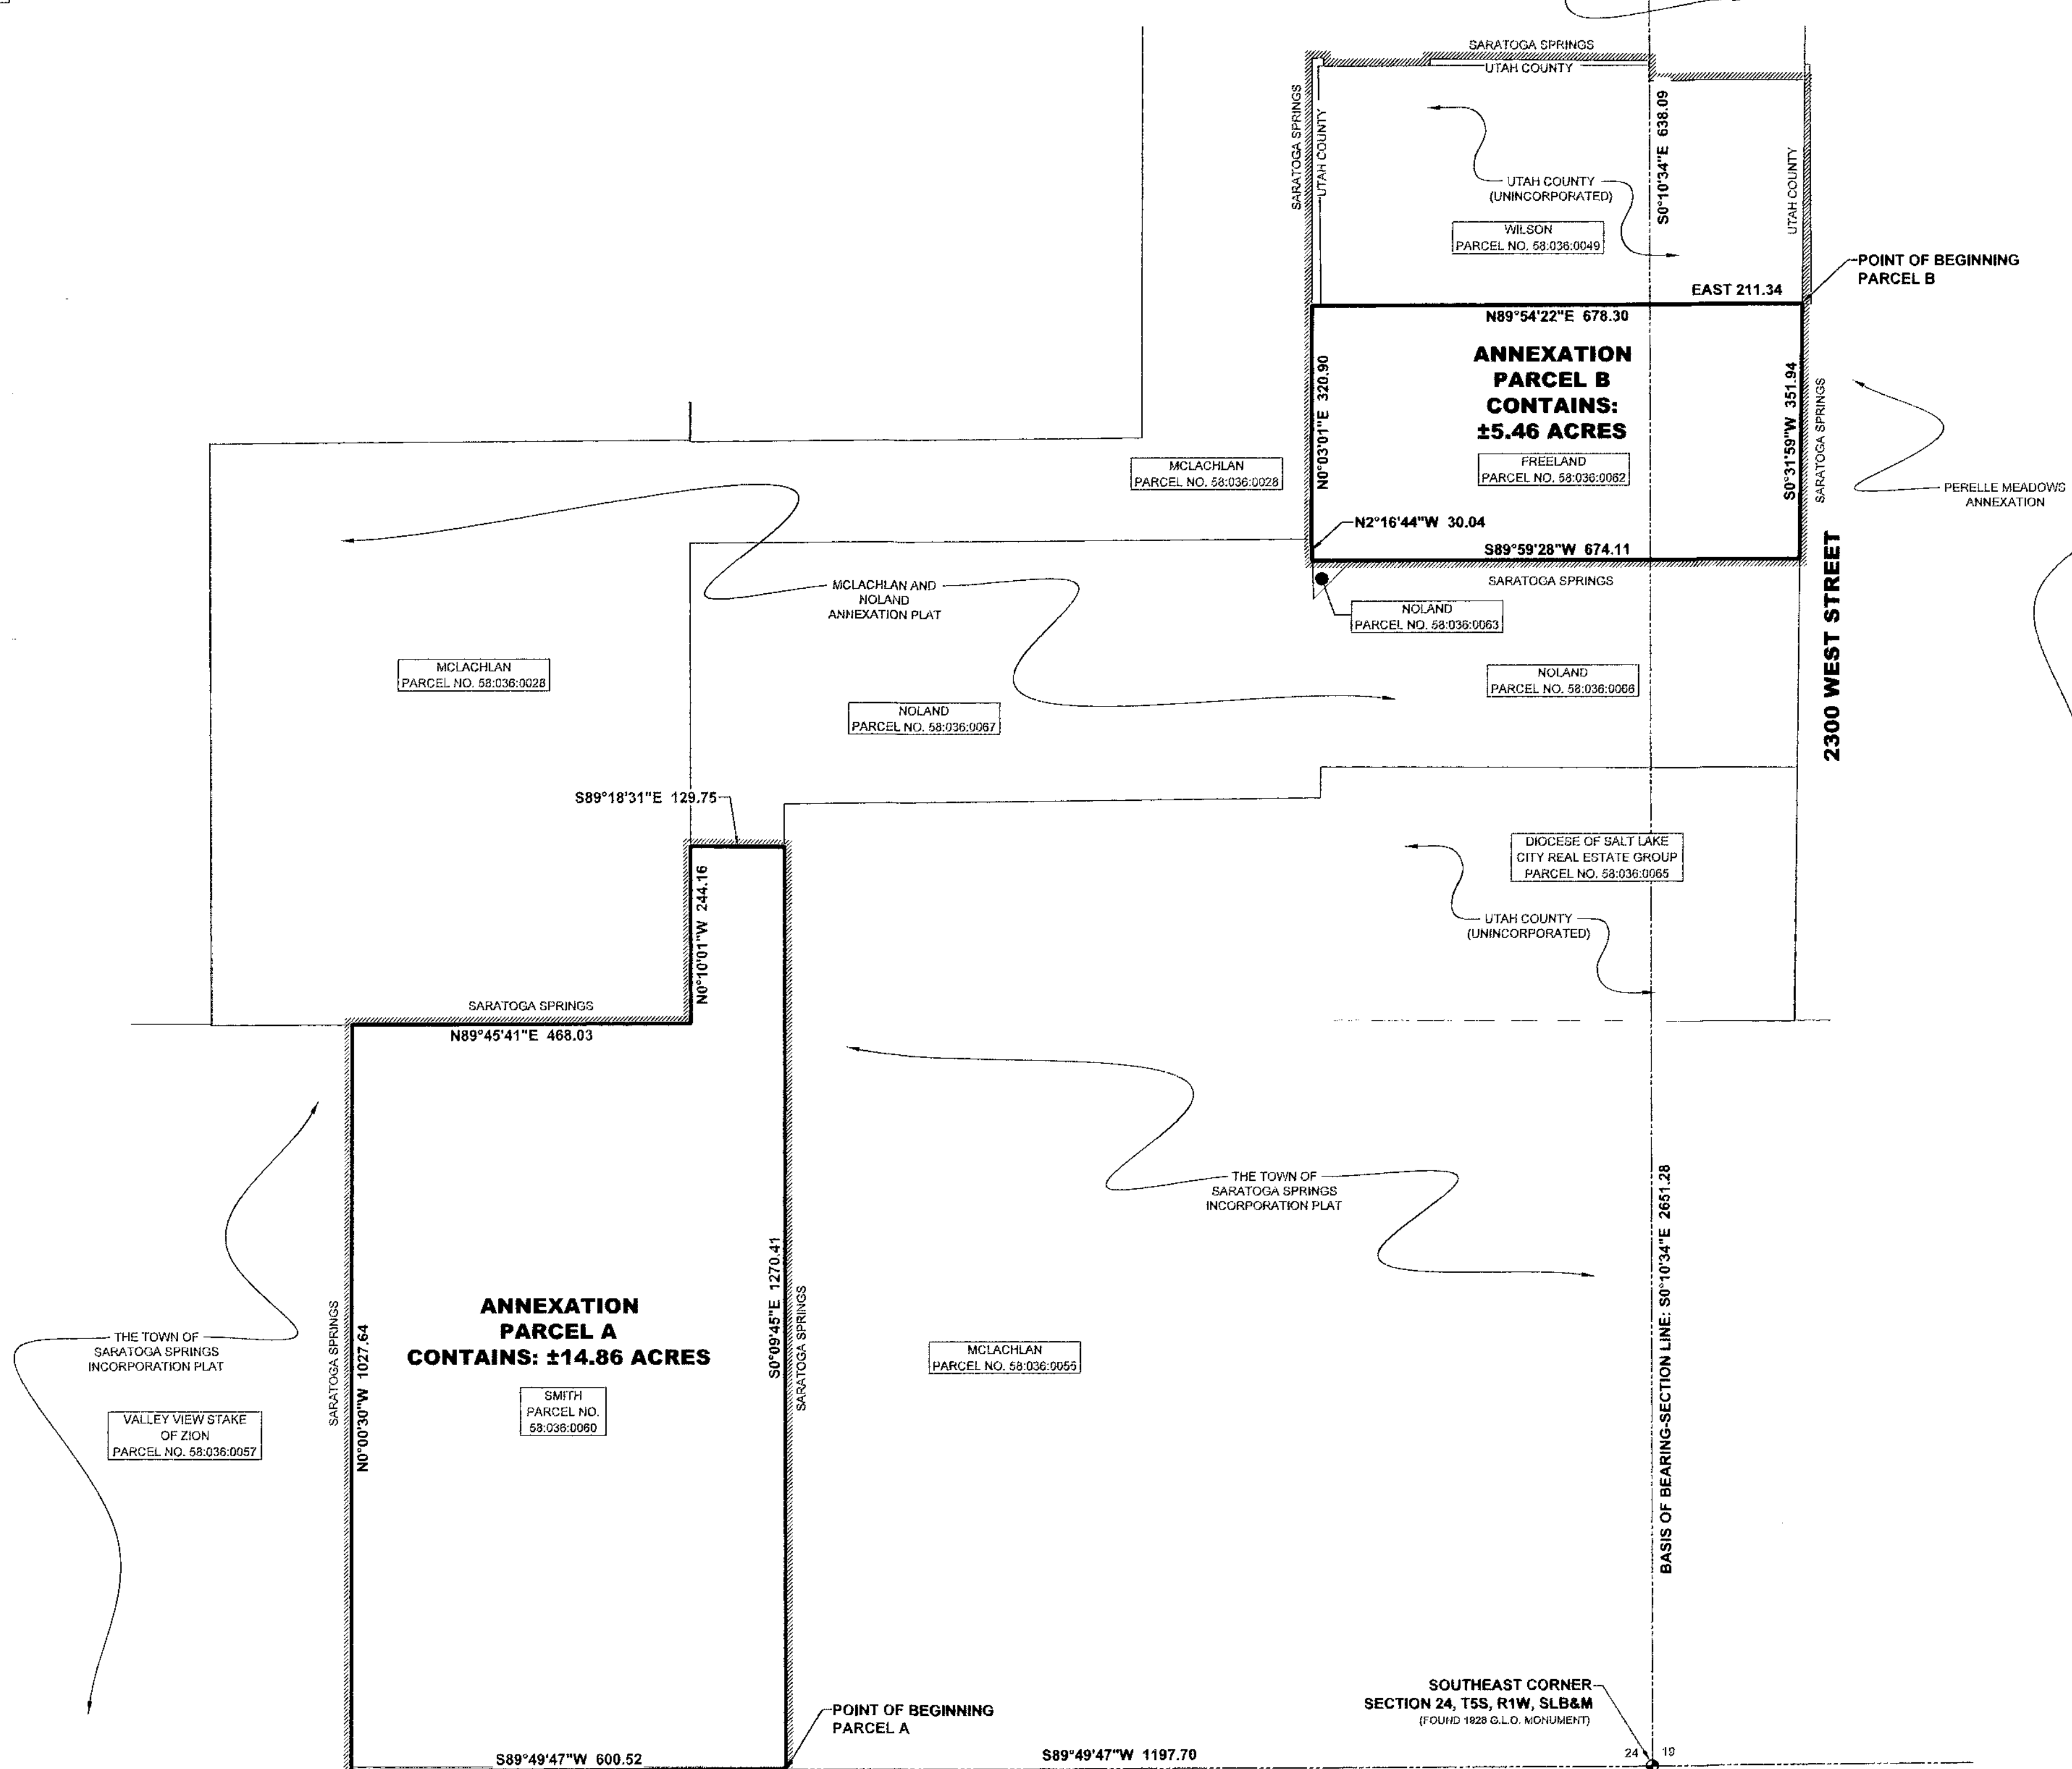 SARATOGA SPRINGS
UTAH COUNTY
SARATOGA SPRINGS
UTAH COUNTY
S0°10'34"E 638.09
UTAH COUNTY
UTAH COUNTY
(UNINCORPORATED)
WILSON
PARCEL NO. 58:036:0049
POINT OF BEGINNING
PARCEL B
EAST 211.34
N89°54'22"E 678.30
ANNEXATION
PARCEL B
CONTAINS:
±5.46 ACRES
FREELAND
PARCEL NO. 58:036:0062
N0°03'01"E 320.90
S0°31'59"W 351.94
SARATOGA SPRINGS
MCLACHLAN
PARCEL NO. 58:036:0028
PERELLE MEADOWS
ANNEXATION
N2°16'44"W 30.04
S89°59'28"W 674.11
SARATOGA SPRINGS
2300 WEST STREET
MCLACHLAN AND
NOLAND
ANNEXATION PLAT
NOLAND
PARCEL NO. 58:036:0063
MCLACHLAN
PARCEL NO. 58:036:0028
NOLAND
PARCEL NO. 58:036:0066
NOLAND
PARCEL NO. 58:036:0067
S89°18'31"E 129.75
DIOCESE OF SALT LAKE
CITY REAL ESTATE GROUP
PARCEL NO. 58:036:0065
N0°10'01"W 244.16
UTAH COUNTY
(UNINCORPORATED)
SARATOGA SPRINGS
N89°45'41"E 468.03
THE TOWN OF
SARATOGA SPRINGS
INCORPORATION PLAT
BASIS OF BEARING-SECTION LINE: S0°10'34"E 2651.28
S0°09'45"E 1270.41
SARATOGA SPRINGS
ANNEXATION
PARCEL A
CONTAINS: ±14.86 ACRES
SMITH
PARCEL NO.
58:036:0060
SARATOGA SPRINGS
N0°00'30"W 1027.64
THE TOWN OF
SARATOGA SPRINGS
INCORPORATION PLAT
MCLACHLAN
PARCEL NO. 58:036:0055
VALLEY VIEW STAKE
OF ZION
PARCEL NO. 58:036:0057
SOUTHEAST CORNER
SECTION 24, T5S, R1W, SLB&M
(FOUND 1928 G.L.O. MONUMENT)
POINT OF BEGINNING
PARCEL A
S89°49'47"W 600.52
S89°49'47"W 1197.70
24 19